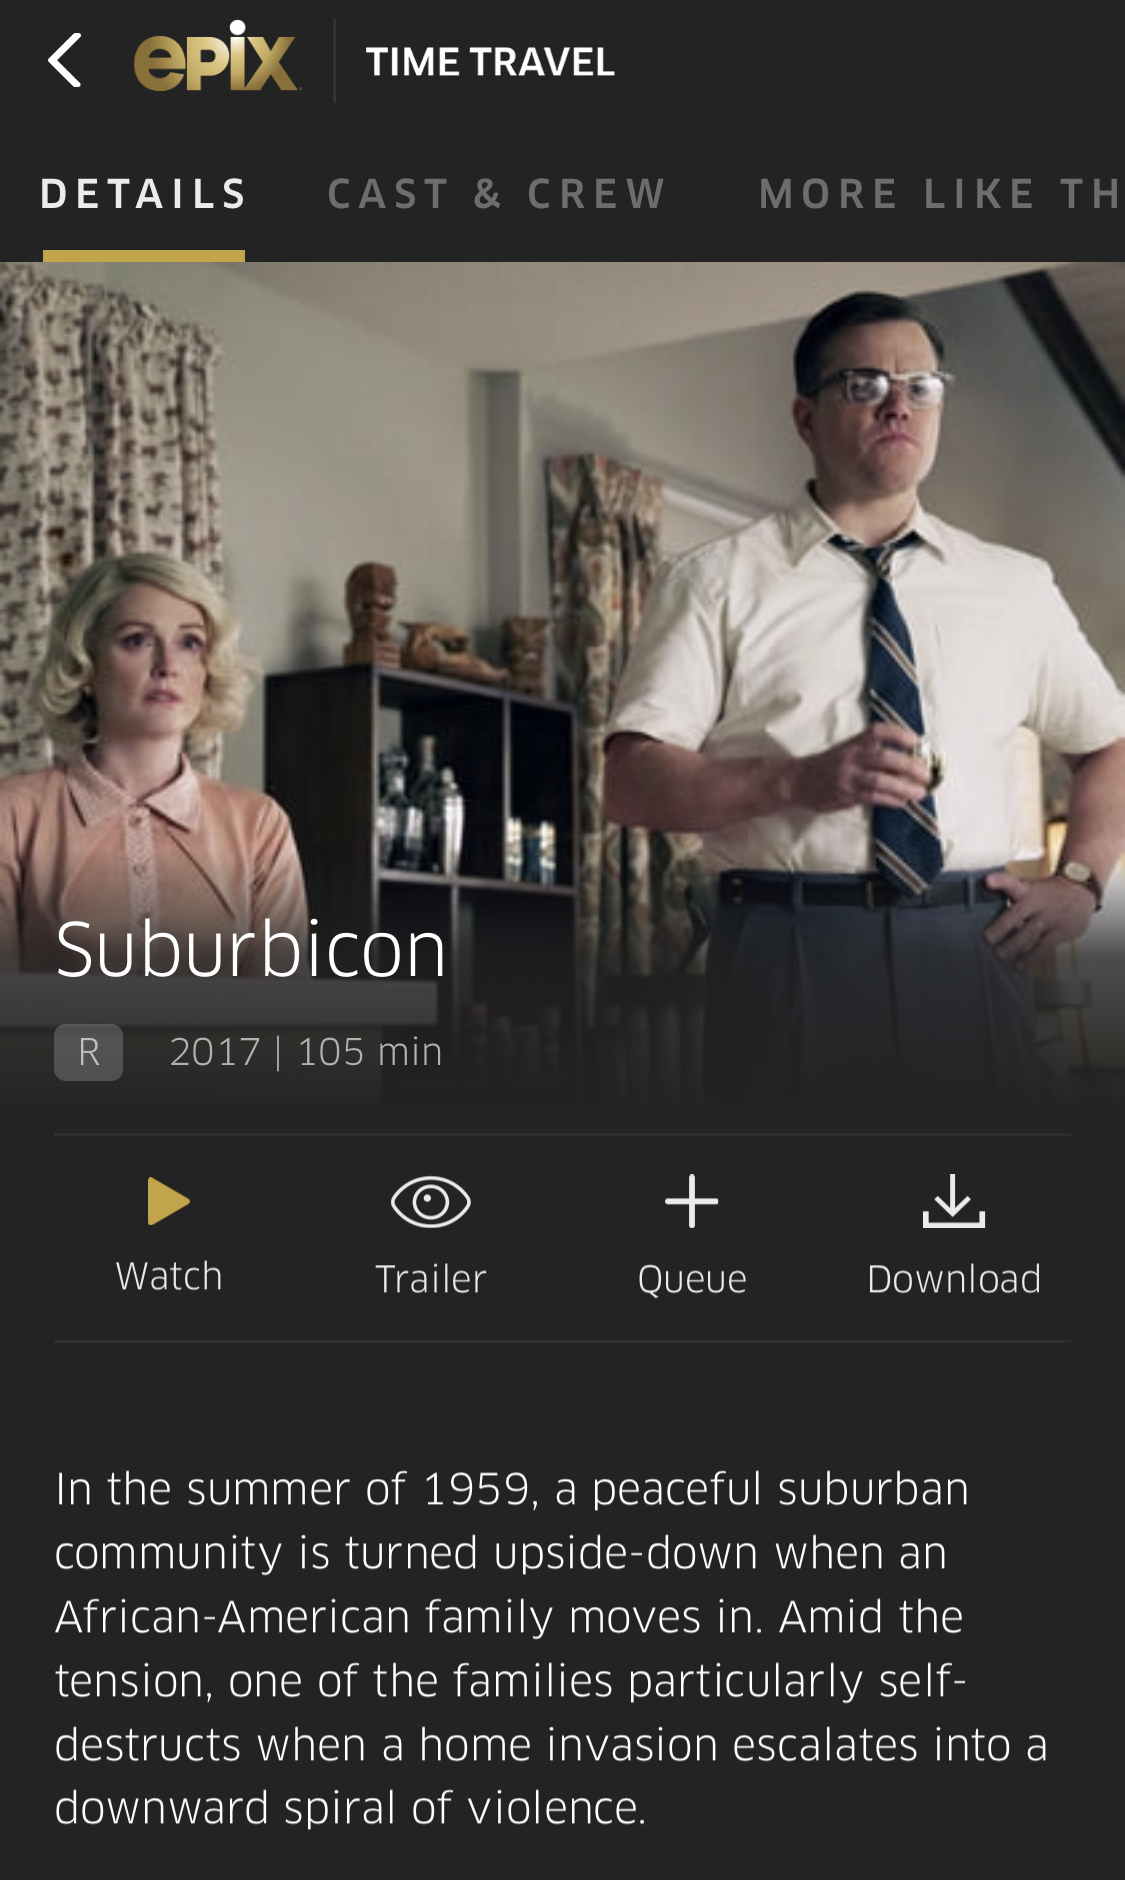 epix TIME TRAVEL
DETAILS CAST & CREW MORE LIKE TH
Suburbicon
R 2017 | 105 min
Watch Trailer Queue Download
In the summer of 1959, a peaceful suburban
community is turned upside-down when an
African-American family moves in. Amid the
tension, one of the families particularly self-
destructs when a home invasion escalates into a
downward spiral of violence.